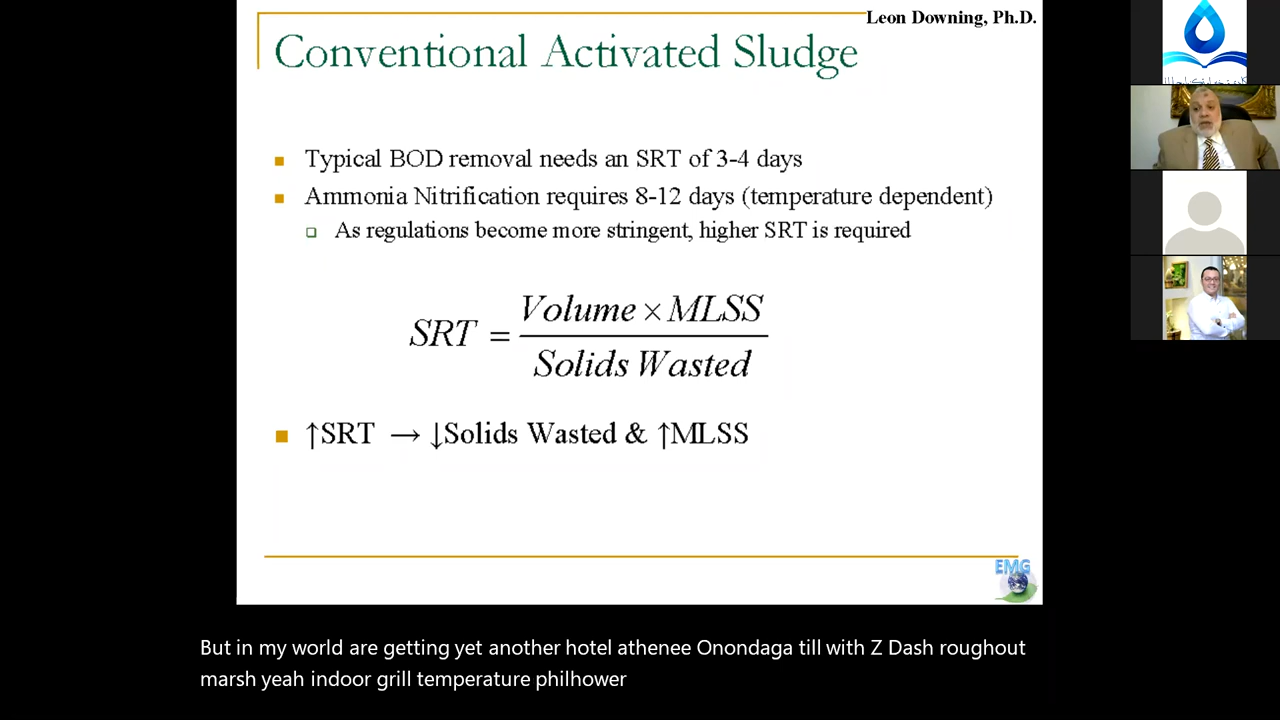 Leon Downing, Ph.D.
Conventional Activated Sludge
Typical BOD removal needs an SRT of 3-4 days
Ammonia Nitrification requires 8-12 days (temperature dependent)
As regulations become more stringent, higher SRT is required
SRT = Volume × MLSS
Solids Wasted
↑SRT → ↓Solids Wasted & ↑MLSS
EMG
But in my world are getting yet another hotel athenee Onondaga till with Z Dash roughout
marsh yeah indoor grill temperature philhower